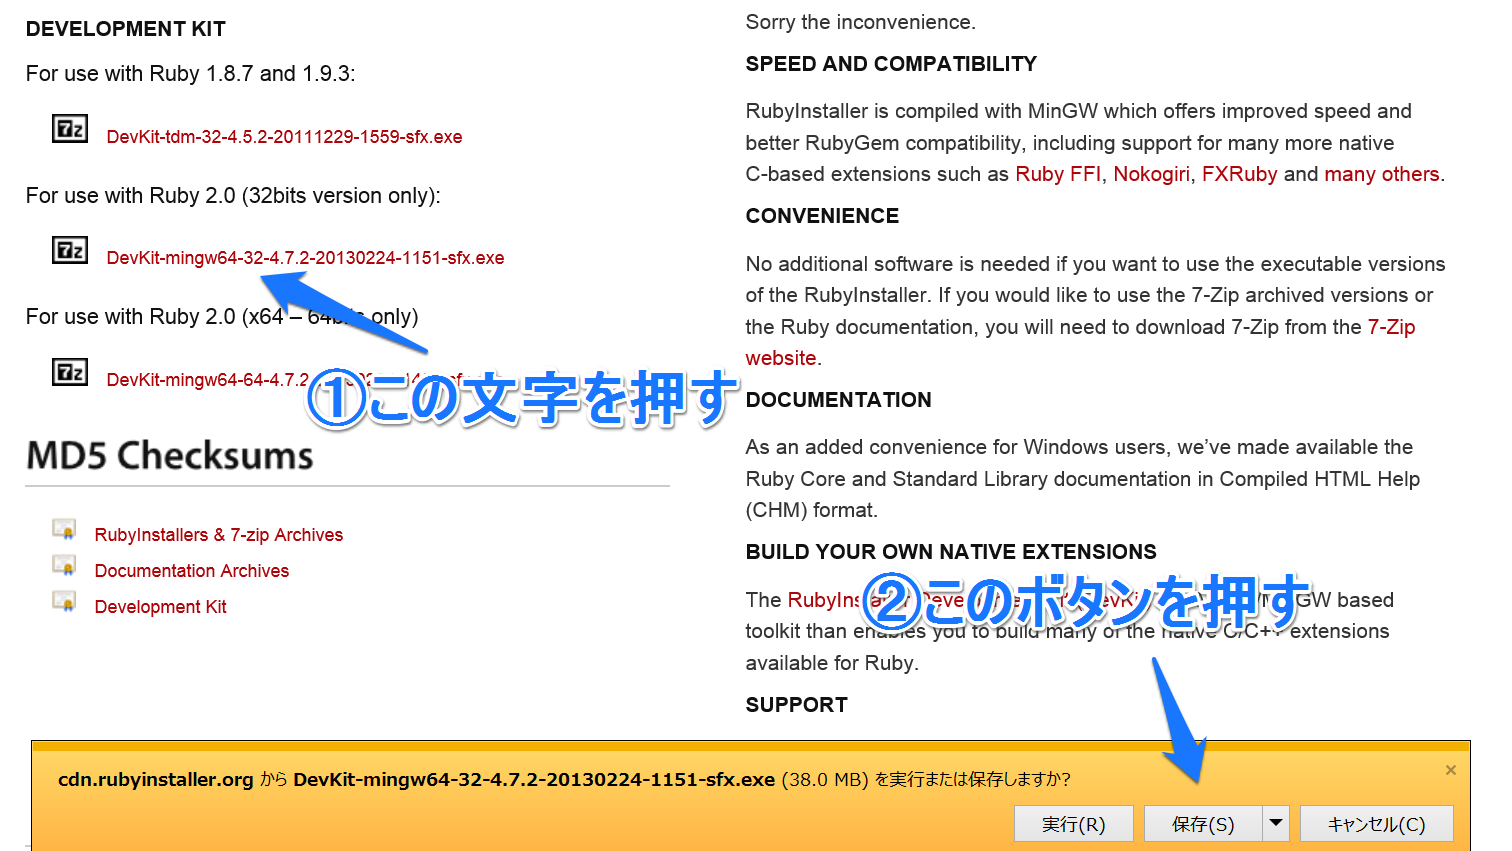 DEVELOPMENT KIT
For use with Ruby 1.8.7 and 1.9.3:
DevKit-tdm-32-4.5.2-20111229-1559-sfx.exe
For use with Ruby 2.0 (32bits version only):
DevKit-mingw64-32-4.7.2-20130224-1151-sfx.exe
For use with Ruby 2.0 (x64 – 64bits only)
DevKit-mingw64-64-4.7.2
①この文字を押す
MD5 Checksums
RubyInstallers & 7-zip Archives
Documentation Archives
Development Kit
Sorry the inconvenience.
SPEED AND COMPATIBILITY
RubyInstaller is compiled with MinGW which offers improved speed and
better RubyGem compatibility, including support for many more native
C-based extensions such as Ruby FFI, Nokogiri, FXRuby and many others.
CONVENIENCE
No additional software is needed if you want to use the executable versions
of the RubyInstaller. If you would like to use the 7-Zip archived versions or
the Ruby documentation, you will need to download 7-Zip from the 7-Zip
website.
DOCUMENTATION
As an added convenience for Windows users, we’ve made available the
Ruby Core and Standard Library documentation in Compiled HTML Help
(CHM) format.
BUILD YOUR OWN NATIVE EXTENSIONS
The based
②このボタンを押す
toolkit than enables you to build many of the native C/C++ extensions
available for Ruby.
SUPPORT
cdn.rubyinstaller.org から DevKit-mingw64-32-4.7.2-20130224-1151-sfx.exe (38.0 MB) を実行または保存しますか?
×
実行(R) 保存(S) キャンセル(C)